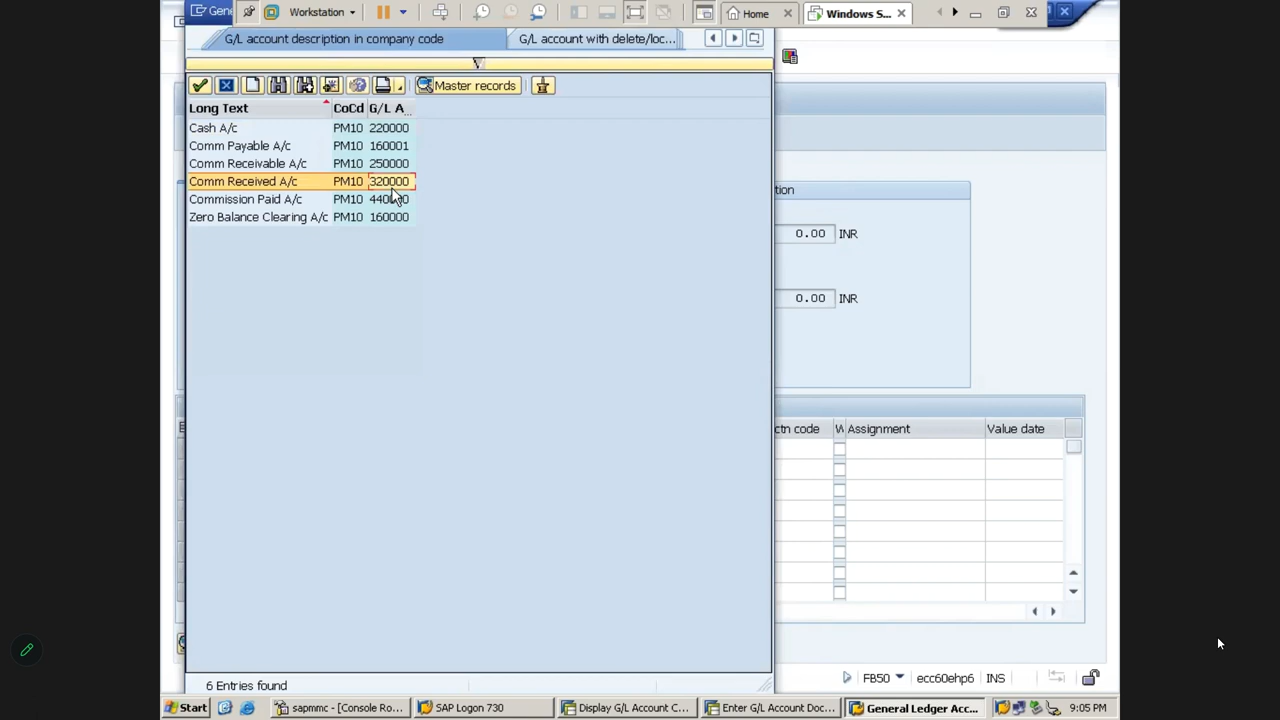 Gene
Workstation
Home
Windows S...
G/L account description in company code
G/L account with delete/loc...
Master records
Long Text CoCd G/L A...
Cash A/c PM10 220000
Comm Payable A/c PM10 160001
Comm Receivable A/c PM10 250000
Comm Received A/c PM10 320000
Commission Paid A/c PM10
Zero Balance Clearing A/c PM10 160000
tion
0.00 INR
0.00 INR
ctn code W Assignment Value date
6 Entries found
FB50 ecc60ehp6 INS
Start
sapmmc - [Console Ro...
SAP Logon 730
Display G/L Account C...
Enter G/L Account Doc...
General Ledger Acc...
9:05 PM